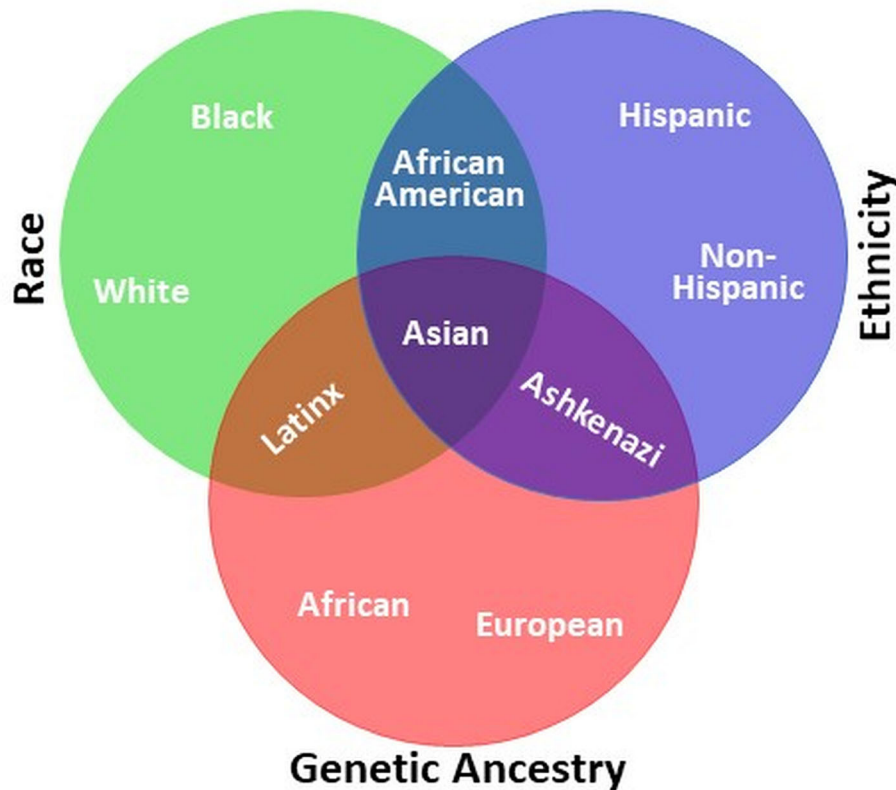 Black
Hispanic
African
American
Race
Ethnicity
White
Non-
Hispanic
Asian
Latinx
Ashkenazi
African
European
Genetic Ancestry